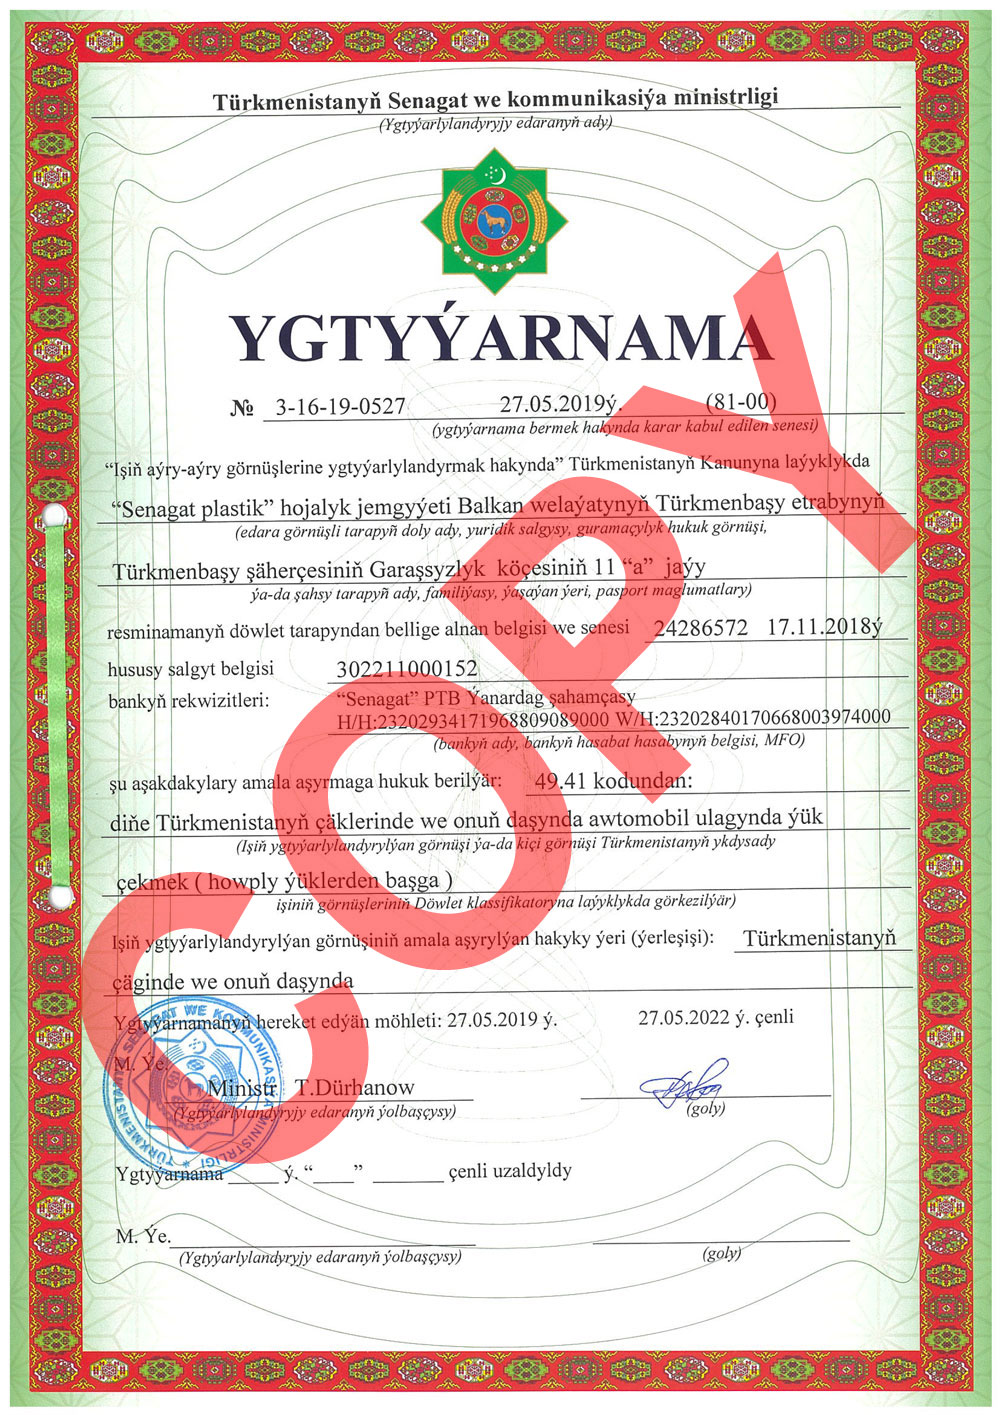 Türkmenistanyň Senagat we kommunikasiýa ministrligi
(Ygtyýarlylandyryjy edaranyň ady)
YGTYÝARNAMA
№ 3-16-19-0527 27.05.2019ý. (81-00)
(ygtyýarnama bermek hakynda karar kabul edilen senesi)
“Işiň aýry-aýry görnüşlerine ygtyýarlylandyrmak hakynda” Türkmenistanyň Kanunyna laýyklykda
“Senagat plastik” hojalyk jemgyýeti Balkan welaýatynyň Türkmenbaşy etrabynyň
(edara görnüşli tarapyň doly ady, yuridik salgysy, guramaçylyk hukuk görnüşi,
Türkmenbaşy şäherçesiniň Garaşsyzlyk köçesiniň 11 “a” jaýy
ýa-da şahsy tarapyň ady, familiýasy, ýaşaýan ýeri, pasport maglumatlary)
resminamanyň döwlet tarapyndan bellige alnan belgisi we senesi 24286572 17.11.2018ý
hususy salgyt belgisi 302211000152
bankyň rekwizitleri: “Senagat” PTB Ýanardag şahamçasy
H/H:23202934171968809089000 W/H:23202840170668003974000
(bankyň ady, bankyň hasabat hasabynyň belgisi, MFO)
şu aşakdakylary amala aşyrmaga hukuk berilýär: 49.41 kodundan:
diňe Türkmenistanyň çäklerinde we onuň daşynda awtomobil ulagynda ýük
(Işiň ygtyýarlylandyrylýan görnüşi ýa-da kiçi görnüşi Türkmenistanyň ykdysady
çekmek ( howply ýüklerden başga )
işiniň görnüşleriniň Döwlet klassifikatoryna laýyklykda görkezilýär)
Işiň ygtyýarlylandyrylýan görnüşiniň amala aşyrylýan hakyky ýeri (ýerleşişi): Türkmenistanyň
çäginde we onuň daşynda
Ygtyýarnamanyň hereket edýän möhleti: 27.05.2019 ý. 27.05.2022 ý. çenli
M. Ýe.
Ministr T.Dürhanow
(Ygtyýarlylandyryjy edaranyň ýolbaşçysy) (goly)
TÜRKMENISTANYŇ SENAGAT WE KOMMUNIKASIÝA MINISTRLIGI
Ygtyýarnama _____ ý. “____” _______ çenli uzaldyldy
M. Ýe.
(Ygtyýarlylandyryjy edaranyň ýolbaşçysy) (goly)
COPY